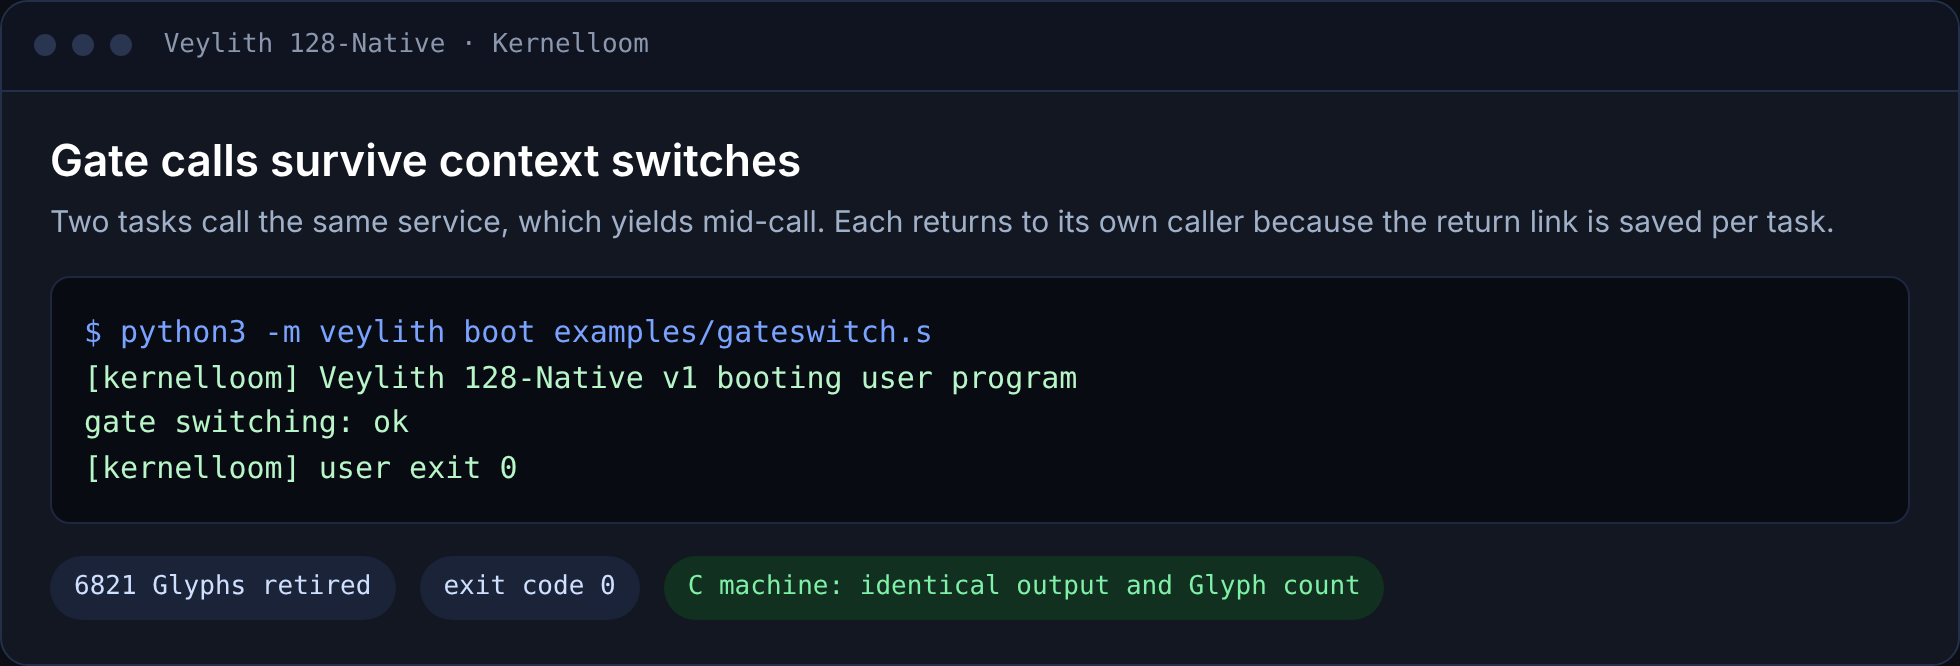 Veylith 128-Native · Kernelloom
Gate calls survive context switches
Two tasks call the same service, which yields mid-call. Each returns to its own caller because the return link is saved per task.
$ python3 -m veylith boot examples/gateswitch.s
[kernelloom] Veylith 128-Native v1 booting user program
gate switching: ok
[kernelloom] user exit 0
6821 Glyphs retired
exit code 0
C machine: identical output and Glyph count